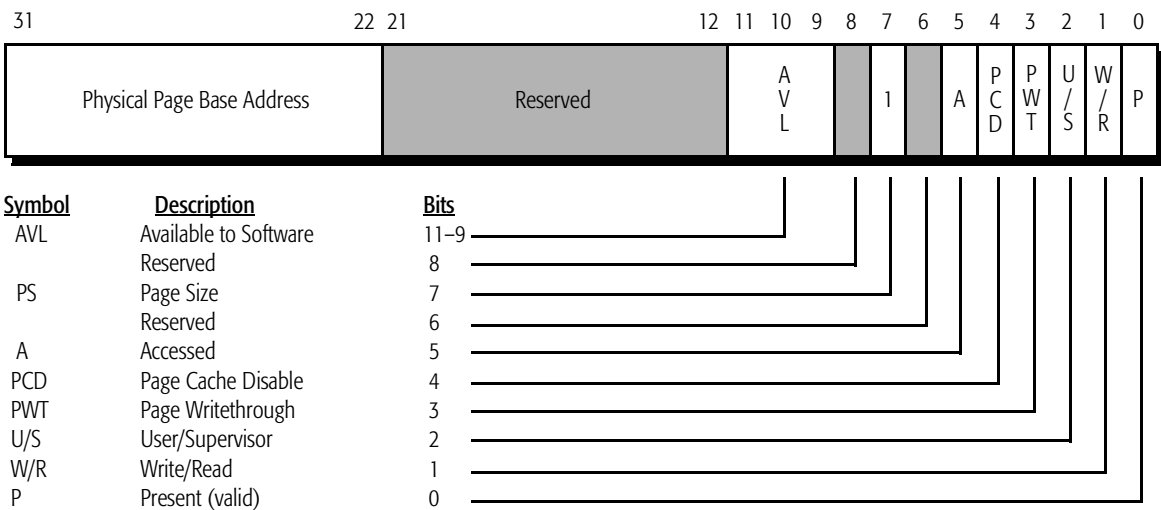 31 22 21 12 11 10 9 8 7 6 5 4 3 2 1 0
Physical Page Base Address Reserved AVL 1 A PCD PWT U/S W/R P
Symbol Description Bits
AVL Available to Software 11–9
Reserved 8
PS Page Size 7
Reserved 6
A Accessed 5
PCD Page Cache Disable 4
PWT Page Writethrough 3
U/S User/Supervisor 2
W/R Write/Read 1
P Present (valid) 0